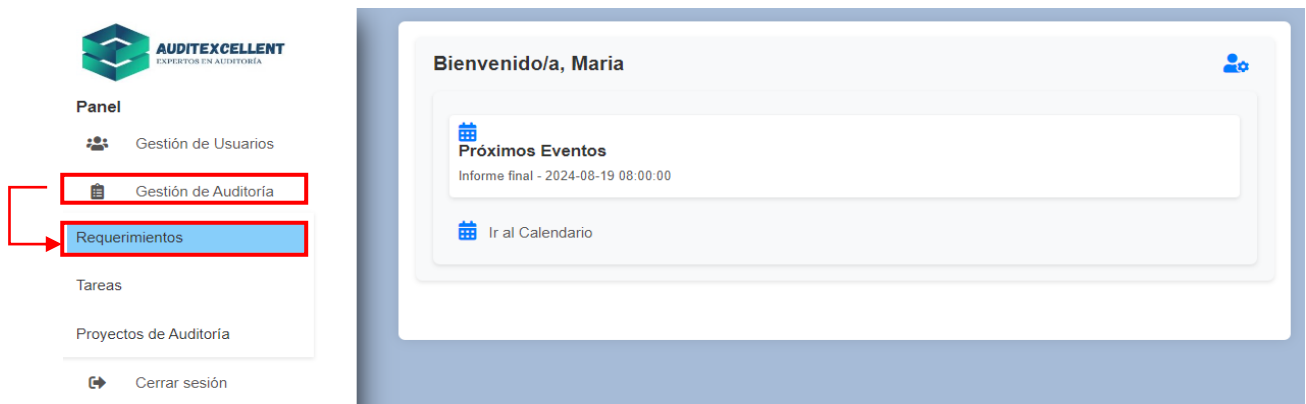 AUDITEXCELLENT
EXPERTOS EN AUDITORÍA
Panel
Gestión de Usuarios
Gestión de Auditoría
Requerimientos
Tareas
Proyectos de Auditoría
Cerrar sesión
Bienvenido/a, Maria
Próximos Eventos
Informe final - 2024-08-19 08:00:00
Ir al Calendario